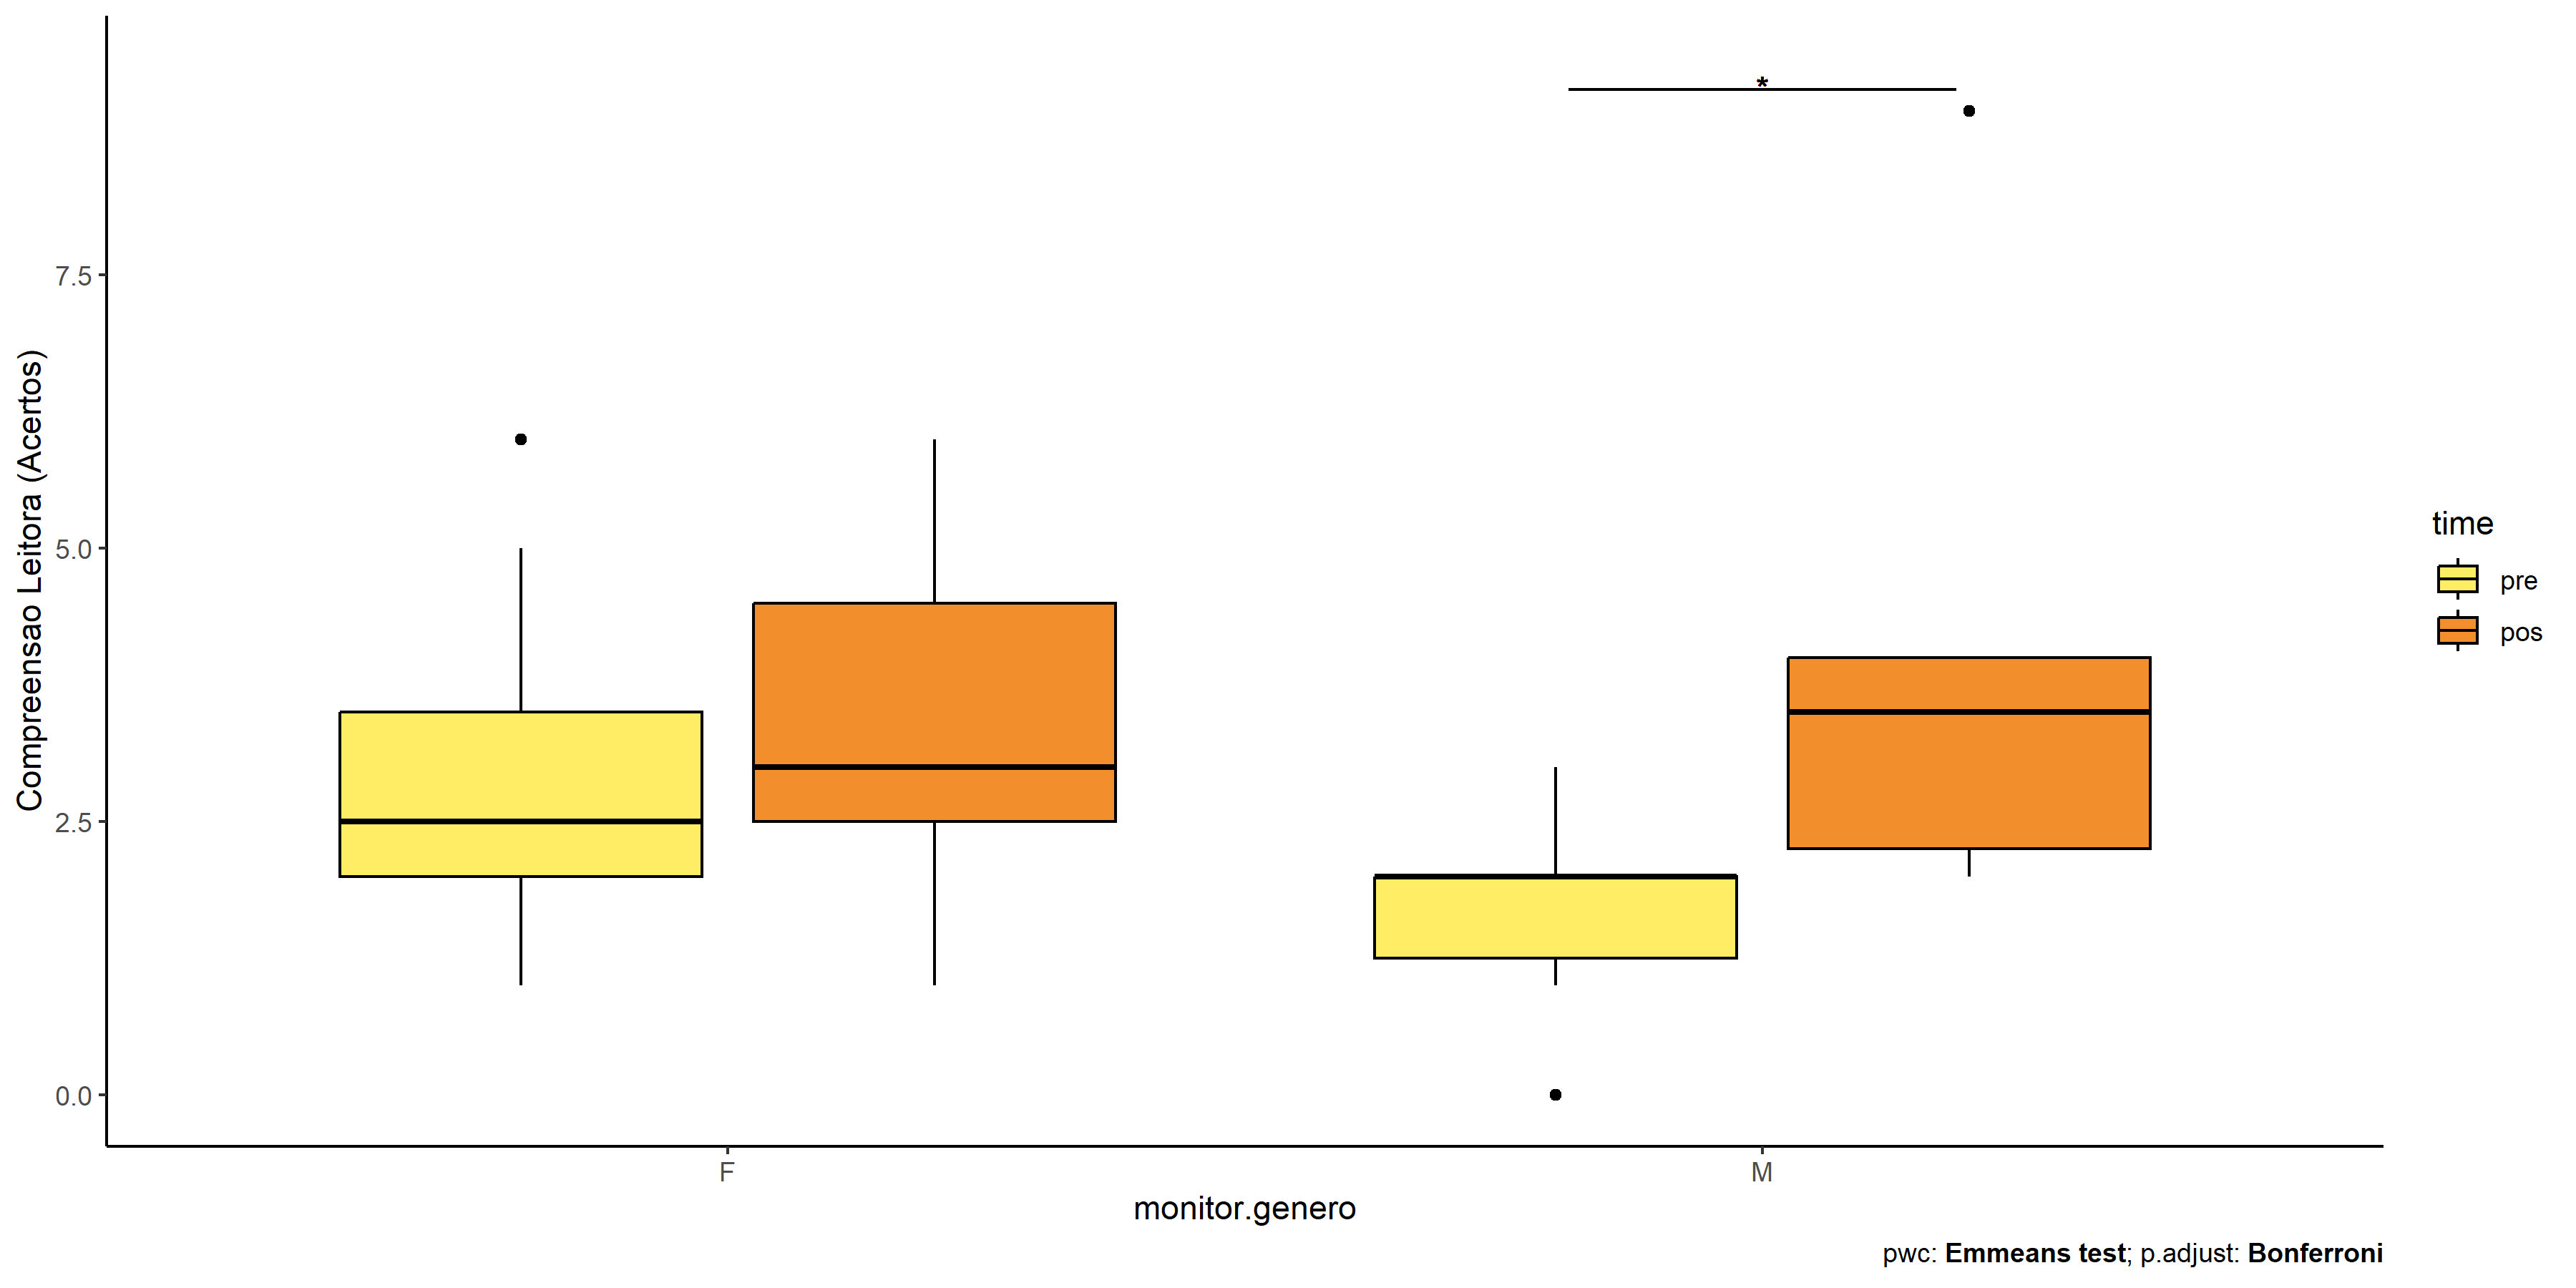 *
7.5
5.0
2.5
0.0
Compreensao Leitora (Acertos)
F
M
monitor.genero
time
pre
pos
pwc: Emmeans test; p.adjust: Bonferroni